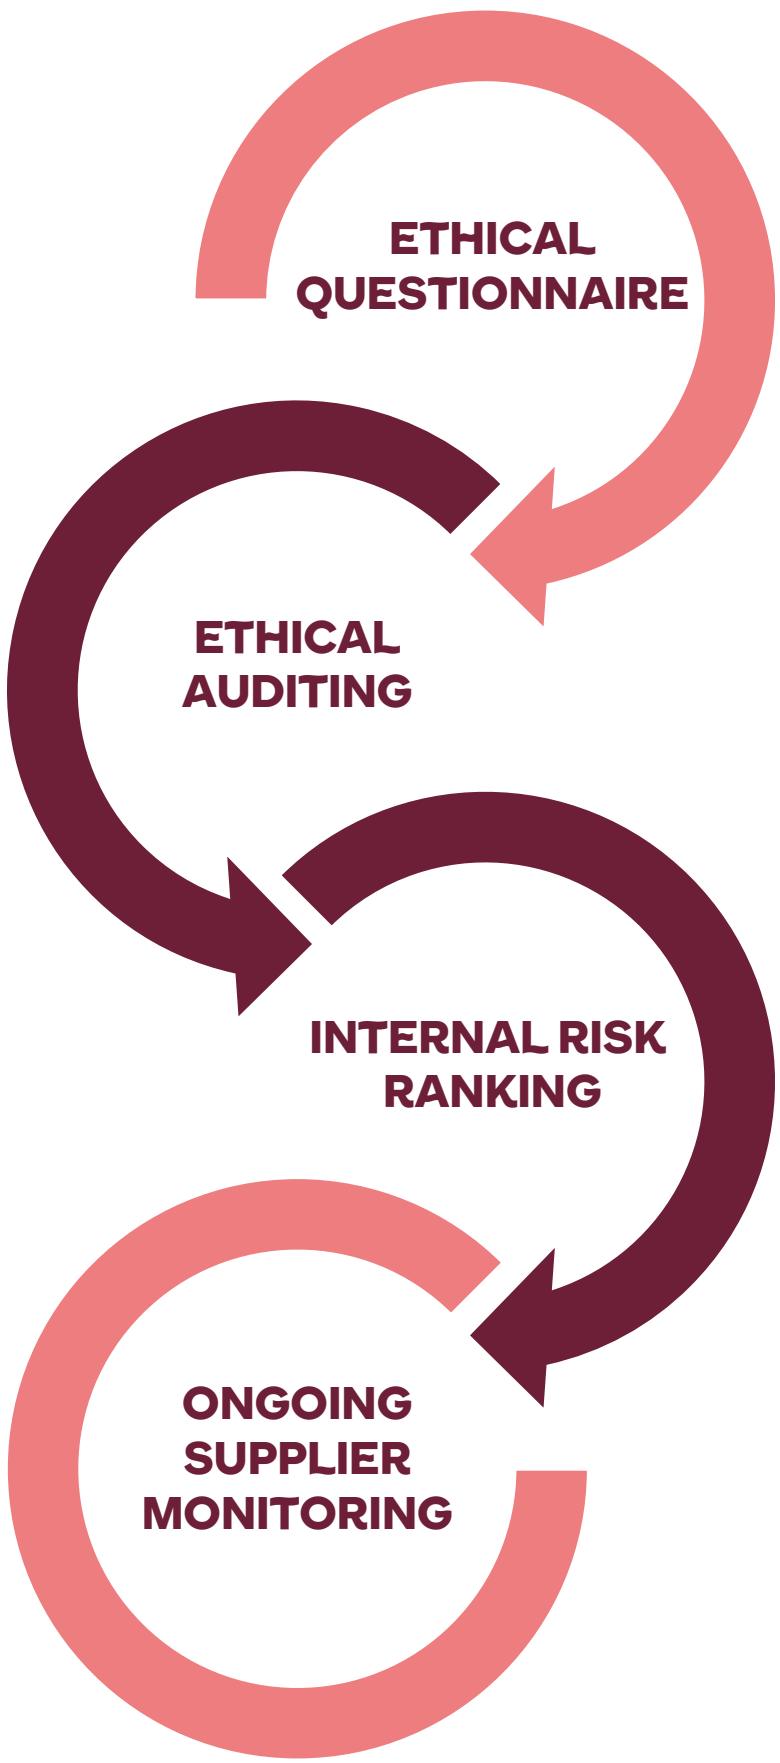 ETHICAL
QUESTIONNAIRE
ETHICAL
AUDITING
INTERNAL RISK
RANKING
ONGOING
SUPPLIER
MONITORING